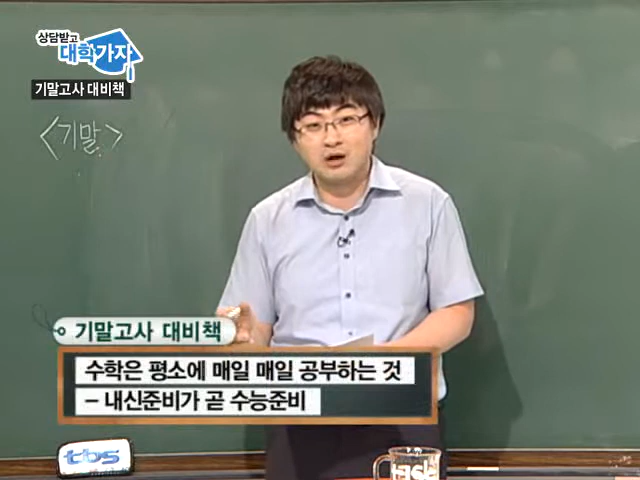 상담받고
대학가자
기말고사 대비책
<기말>
기말고사 대비책
수학은 평소에 매일 매일 공부하는 것
- 내신준비가 곧 수능준비
tbs